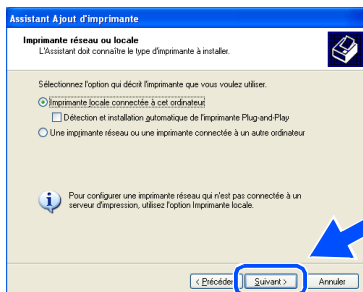 Assistant Ajout d'imprimante
Imprimante réseau ou locale
L'Assistant doit connaître le type d'imprimante à installer.
Sélectionnez l'option qui décrit l'imprimante que vous voulez utiliser.
Imprimante locale connectée à cet ordinateur
Détection et installation automatique de l'imprimante Plug-and-Play
Une imprimante réseau ou une imprimante connectée à un autre ordinateur
Pour configurer une imprimante réseau qui n'est pas connectée à un
serveur d'impression, utilisez l'option Imprimante locale.
< Précédent Suivant > Annuler